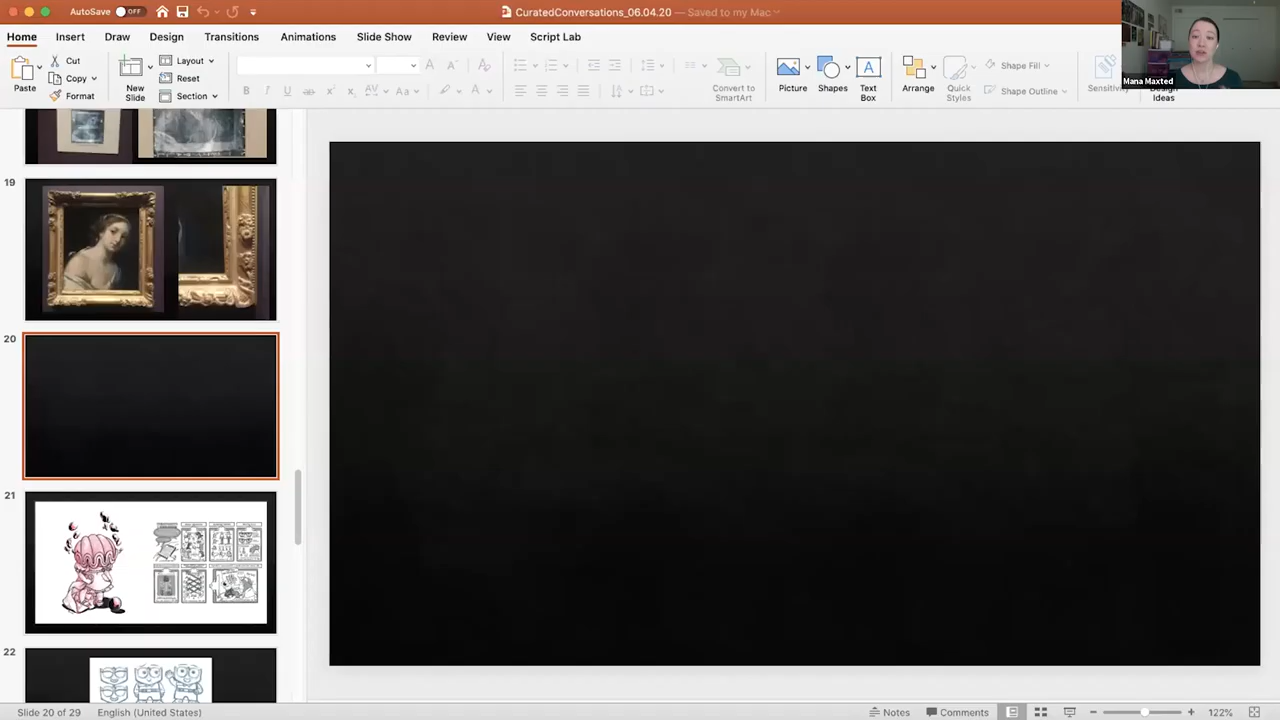 AutoSave OFF CuratedConversations_06.04.20 — Saved to my Mac
Home Insert Draw Design Transitions Animations Slide Show Review View Script Lab
Paste Cut Copy Format
New Slide Layout Reset Section
Convert to SmartArt
Picture Shapes Text Box Arrange Quick Styles Shape Fill Shape Outline Sensitivity Design Ideas
Mana Maxted
19
20
21
22
Slide 20 of 29 English (United States) Notes Comments 122%